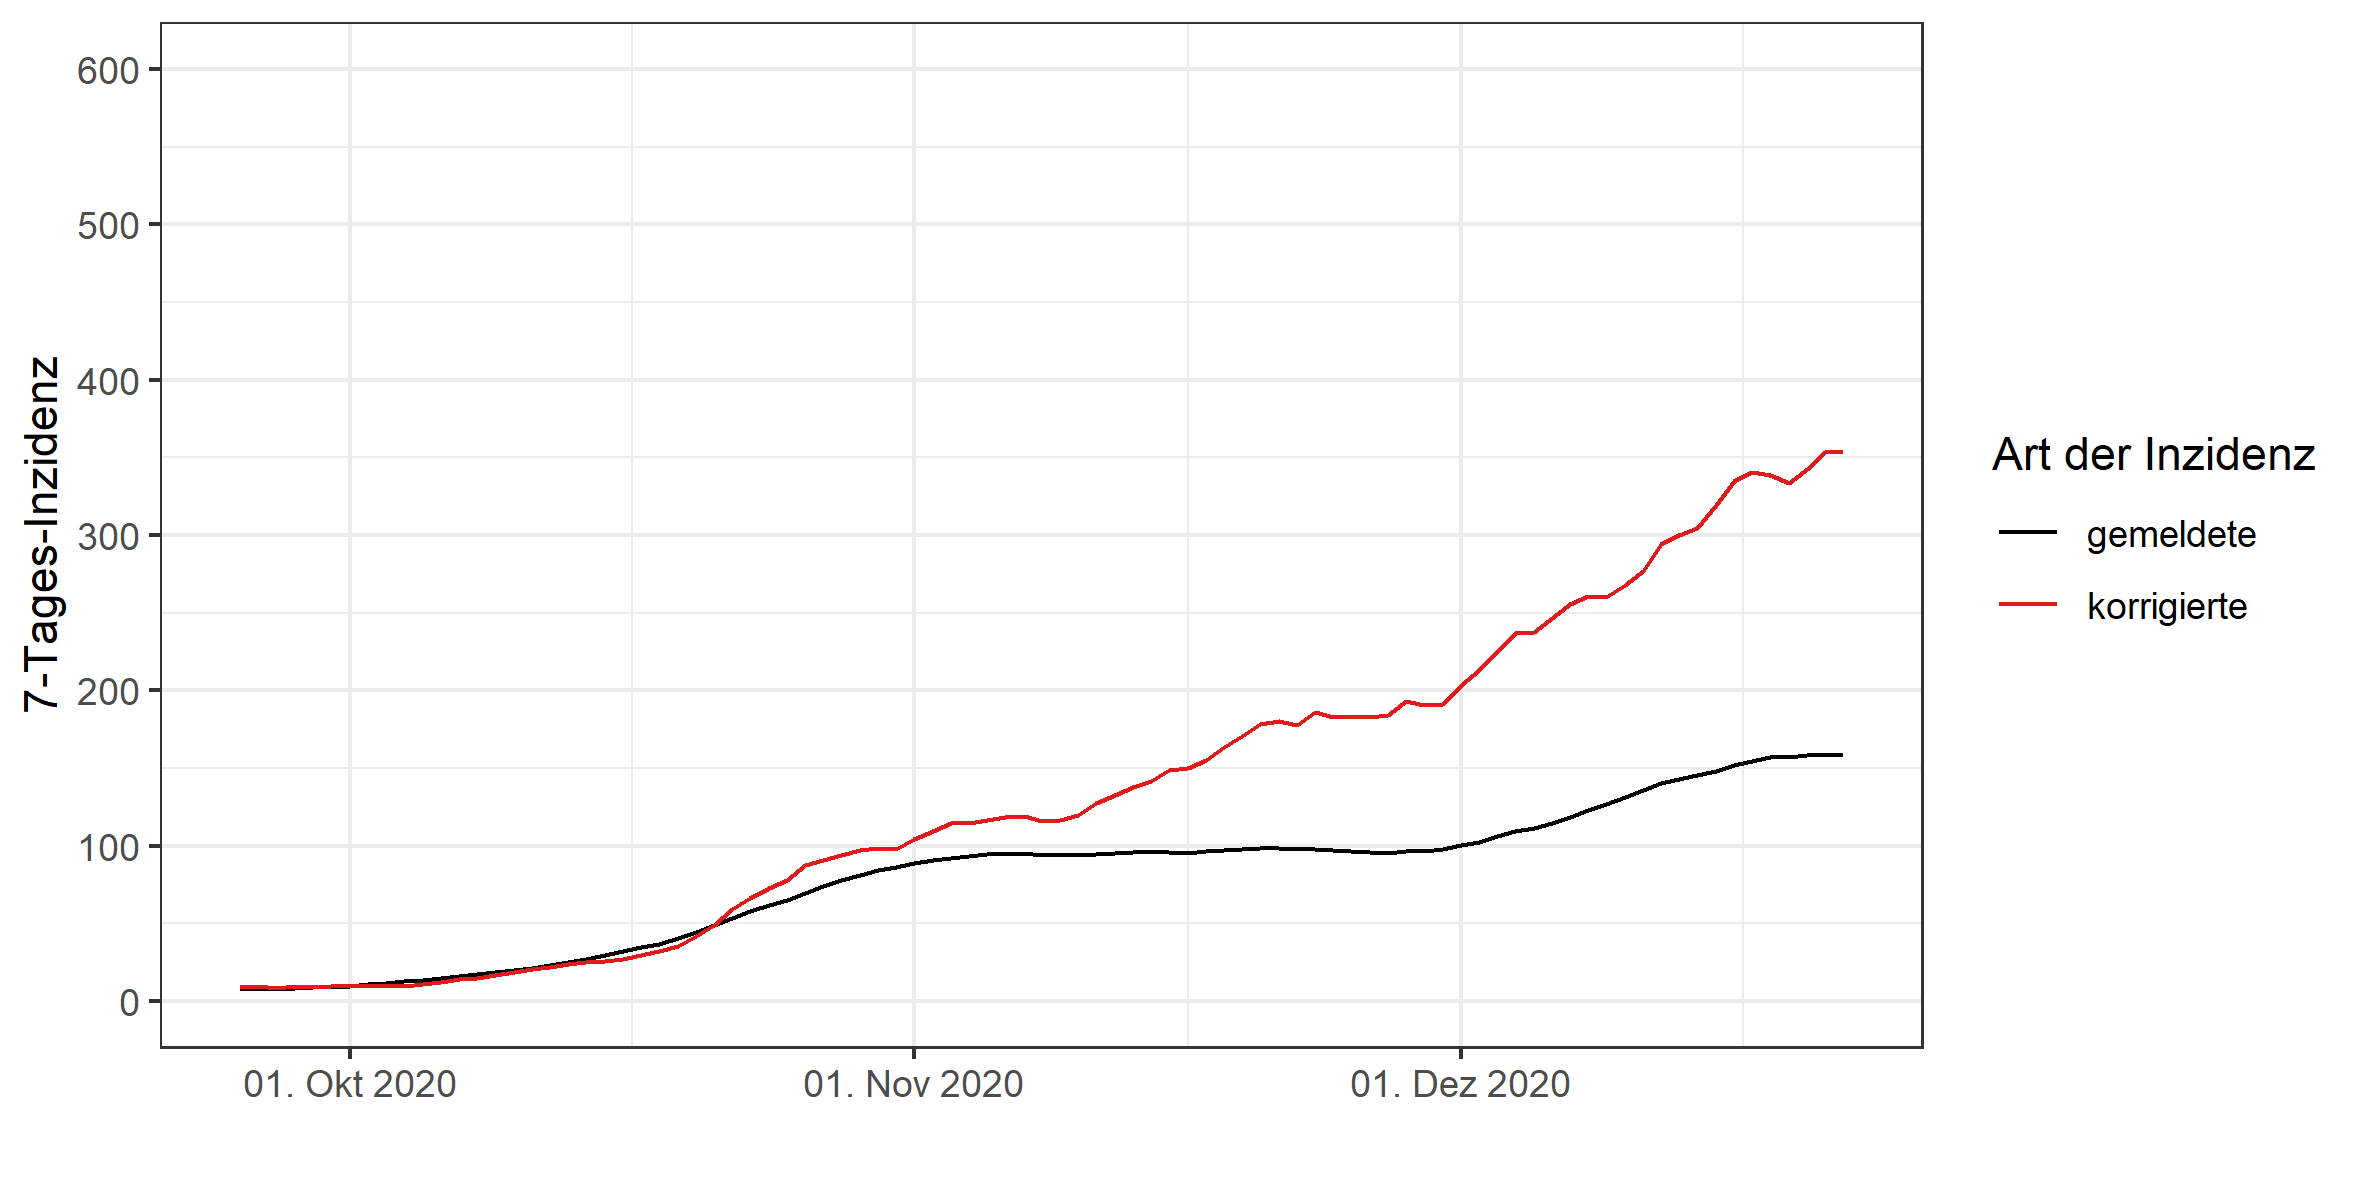 7-Tages-Inzidenz
600
500
400
300
200
100
0
01. Okt 2020
01. Nov 2020
01. Dez 2020
Art der Inzidenz
gemeldete
korrigierte